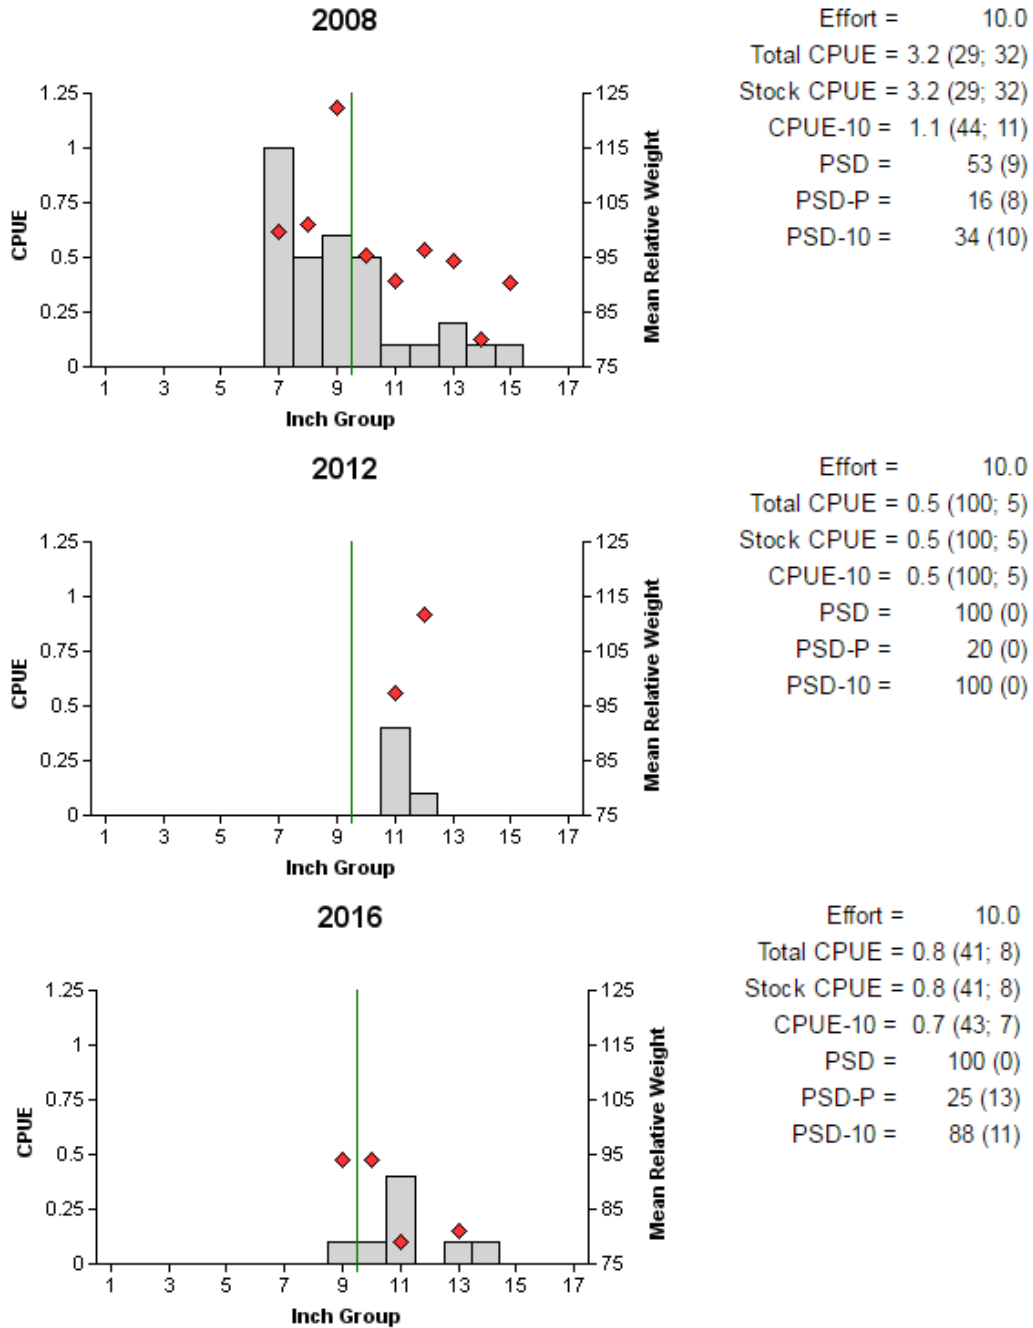 2008
Effort = 10.0
Total CPUE = 3.2 (29; 32)
Stock CPUE = 3.2 (29; 32)
CPUE-10 = 1.1 (44; 11)
PSD = 53 (9)
PSD-P = 16 (8)
PSD-10 = 34 (10)
1.25
1
0.75
0.5
0.25
0
CPUE
125
115
105
95
85
75
Mean Relative Weight
1 3 5 7 9 11 13 15 17
Inch Group
2012
Effort = 10.0
Total CPUE = 0.5 (100; 5)
Stock CPUE = 0.5 (100; 5)
CPUE-10 = 0.5 (100; 5)
PSD = 100 (0)
PSD-P = 20 (0)
PSD-10 = 100 (0)
1.25
1
0.75
0.5
0.25
0
CPUE
125
115
105
95
85
75
Mean Relative Weight
1 3 5 7 9 11 13 15 17
Inch Group
2016
Effort = 10.0
Total CPUE = 0.8 (41; 8)
Stock CPUE = 0.8 (41; 8)
CPUE-10 = 0.7 (43; 7)
PSD = 100 (0)
PSD-P = 25 (13)
PSD-10 = 88 (11)
1.25
1
0.75
0.5
0.25
0
CPUE
125
115
105
95
85
75
Mean Relative Weight
1 3 5 7 9 11 13 15 17
Inch Group